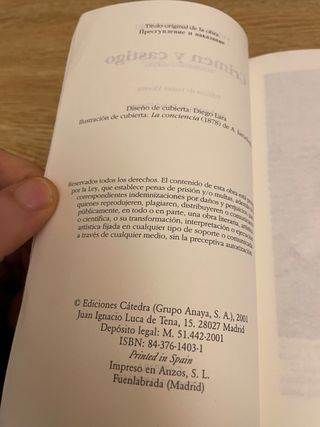 Título original de la obra:
Преступление и наказание
Crimen y castigo
Diseño de cubierta: Diego Lara
Ilustración de cubierta: La conciencia (1878) de A.
Reservados todos los derechos. El contenido de esta obra está
por la Ley, que establece penas de prisión y/o multas, además
correspondientes indemnizaciones por daños y perjuicios,
quienes reprodujeren, plagiaren, distribuyeren o
públicamente, en todo o en parte, una obra literaria,
o científica, o su transformación, interpretación o ejecución
artística fijada en cualquier tipo de soporte o
a través de cualquier medio, sin la preceptiva autorización.
© Ediciones Cátedra (Grupo Anaya, S. A.), 2001
Juan Ignacio Luca de Tena, 15. 28027 Madrid
Depósito legal: M. 51.442-2001
ISBN: 84-376-1403-1
Printed in Spain
Impreso en Anzos, S. L.
Fuenlabrada (Madrid)